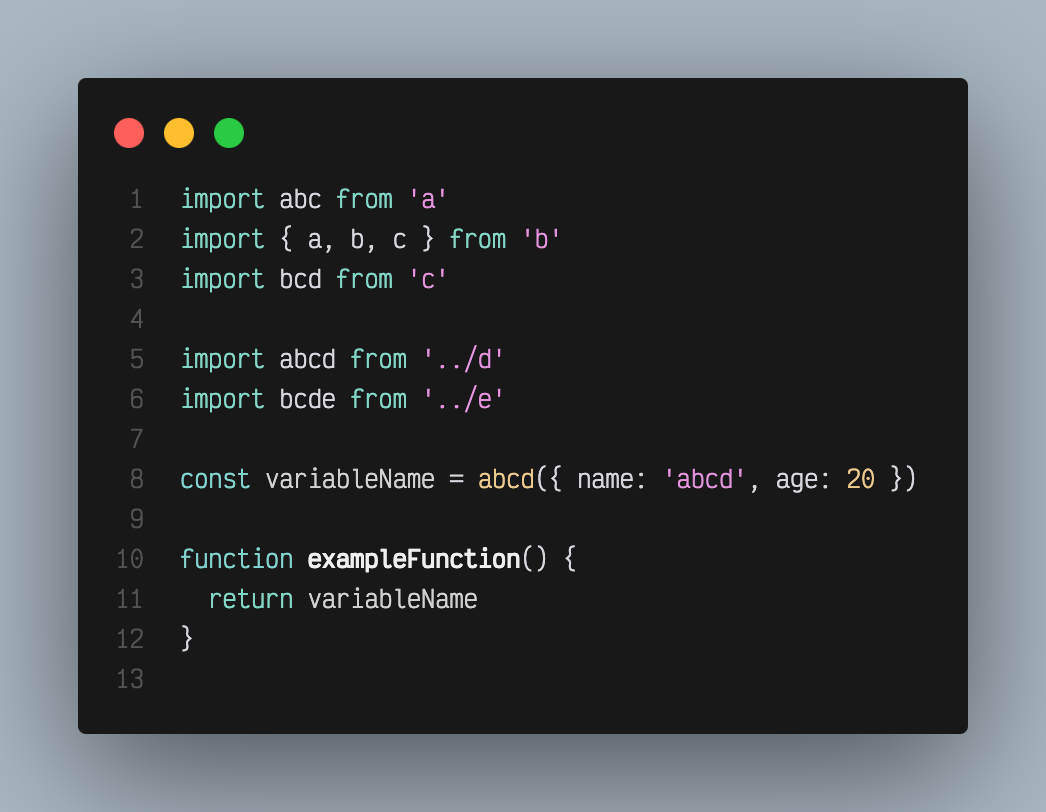 1 import abc from 'a'
2 import { a, b, c } from 'b'
3 import bcd from 'c'
4
5 import abcd from '../d'
6 import bcde from '../e'
7
8 const variableName = abcd({ name: 'abcd', age: 20 })
9
10 function exampleFunction() {
11   return variableName
12 }
13